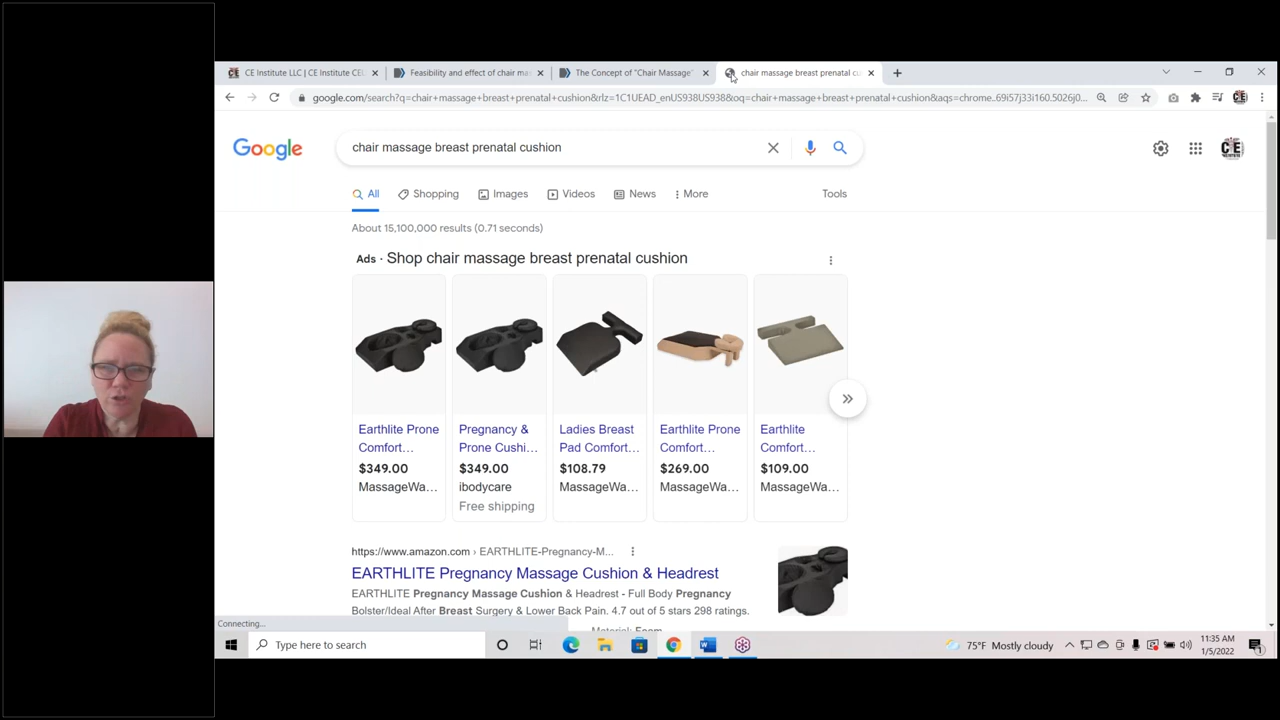 CE Institute LLC | CE Institute CEU
Feasibility and effect of chair ma
The Concept of "Chair Massage"
chair massage breast prenatal cu
google.com/search?q=chair+massage+breast+prenatal+cushion&rlz=1C1UEAD_enUS938US938&oq=chair+massage+breast+prenatal+cushion&aqs=chrome..69i57j33i160.5026j0...
CE
Google
chair massage breast prenatal cushion
CE
All
Shopping
Images
Videos
News
More
Tools
About 15,100,000 results (0.71 seconds)
Ads · Shop chair massage breast prenatal cushion
Earthlite Prone
Comfort...
$349.00
MassageWa...
Pregnancy &
Prone Cushi...
$349.00
ibodycare
Free shipping
Ladies Breast
Pad Comfort...
$108.79
MassageWa...
Earthlite Prone
Comfort...
$269.00
MassageWa...
Earthlite
Comfort...
$109.00
MassageWa...
https://www.amazon.com › EARTHLITE-Pregnancy-M...
EARTHLITE Pregnancy Massage Cushion & Headrest
EARTHLITE Pregnancy Massage Cushion & Headrest - Full Body Pregnancy
Bolster/Ideal After Breast Surgery & Lower Back Pain. 4.7 out of 5 stars 298 ratings.
Material: Foam
Connecting...
Type here to search
75°F Mostly cloudy
11:35 AM
1/5/2022